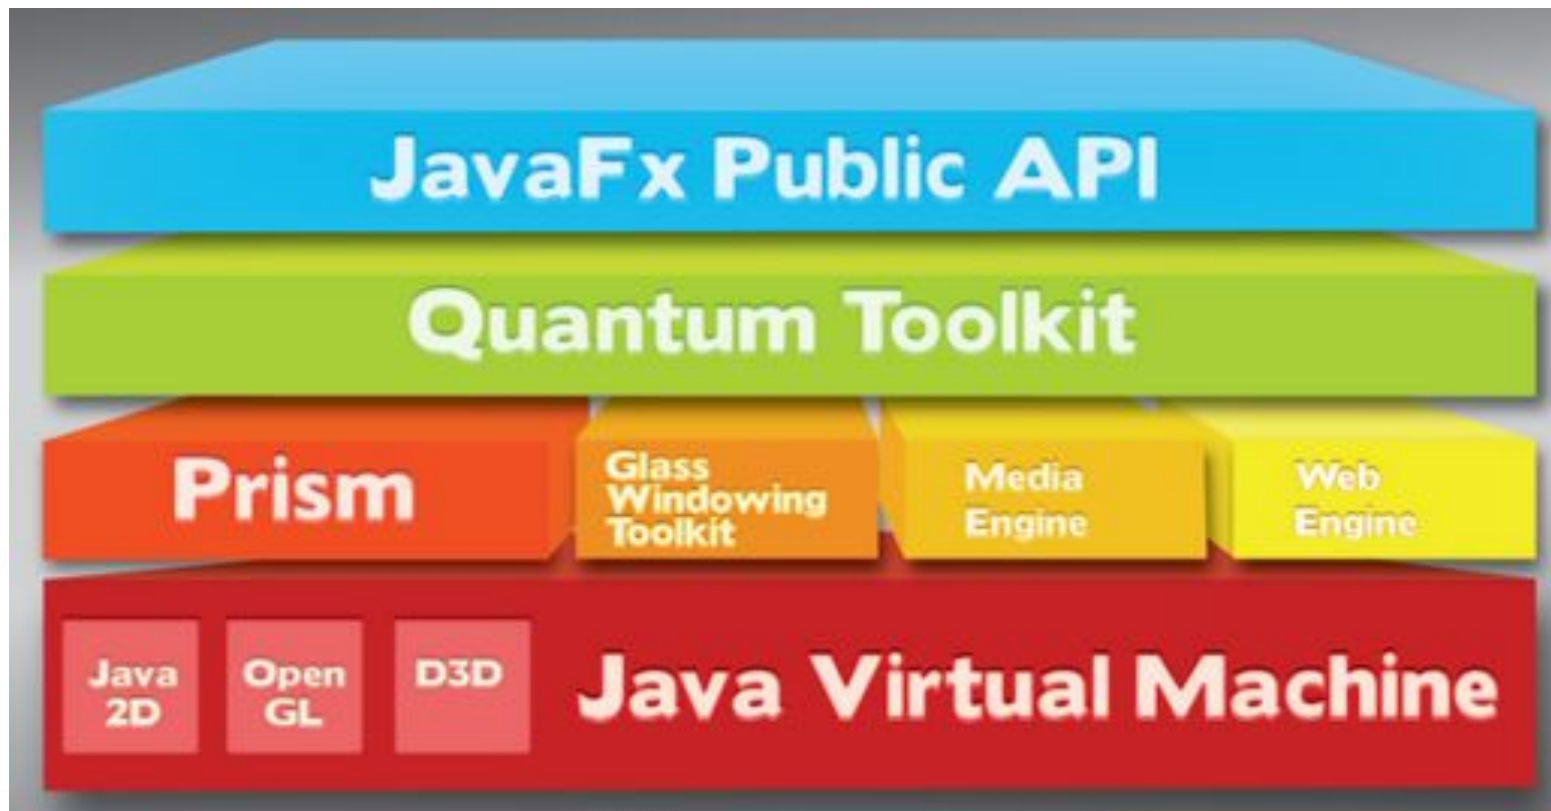 JavaFx Public API
Quantum Toolkit
Prism
Glass
Windowing
Toolkit
Media
Engine
Web
Engine
Java
2D
Open
GL
D3D
Java Virtual Machine